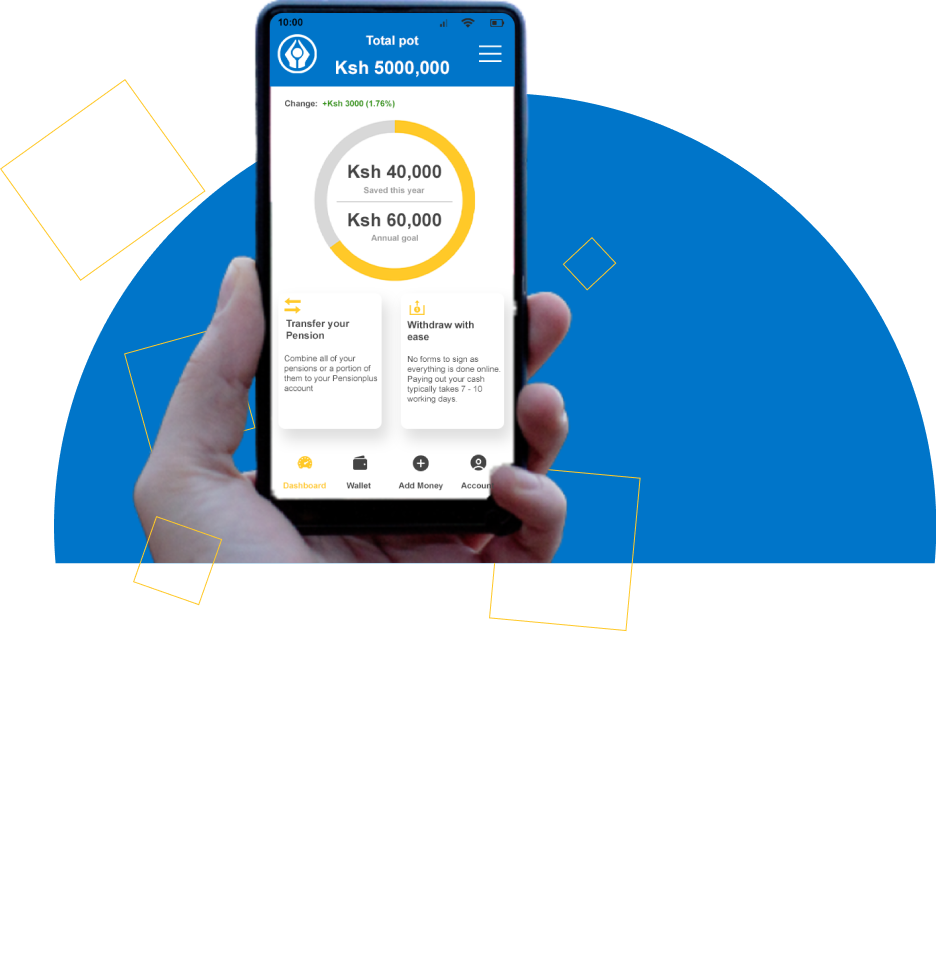 10:00
Total pot
Ksh 5000,000
Change: +Ksh 3000 (1.76%)
Ksh 40,000
Saved this year
Ksh 60,000
Annual goal
Transfer your
Pension
Combine all of your
pensions or a portion of
them to your Pensionplus
account
Withdraw with
ease
No forms to sign as
everything is done online.
Paying out your cash
typically takes 7 - 10
working days.
Dashboard
Wallet
Add Money
Accoun